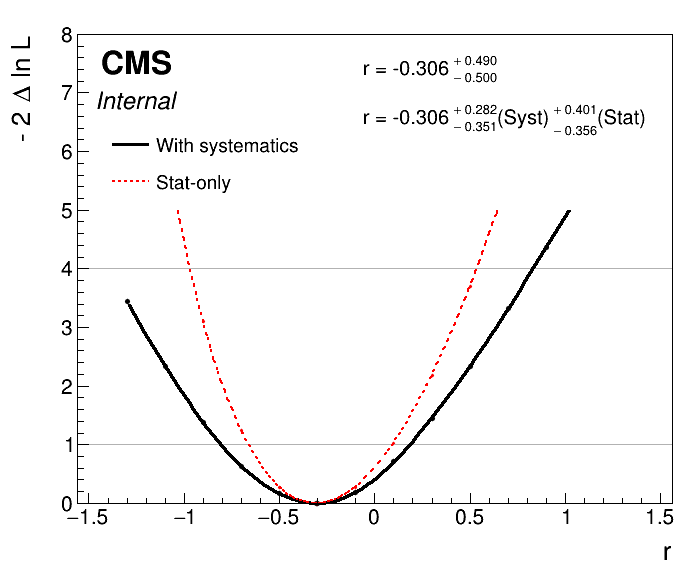 - 2 Δ ln L
8
7
6
5
4
3
2
1
0
CMS
Internal
With systematics
Stat-only
r = -0.306 + 0.490 − 0.500
r = -0.306 + 0.282 − 0.351 (Syst) + 0.401 − 0.356 (Stat)
−1.5 −1 −0.5 0 0.5 1 1.5
r